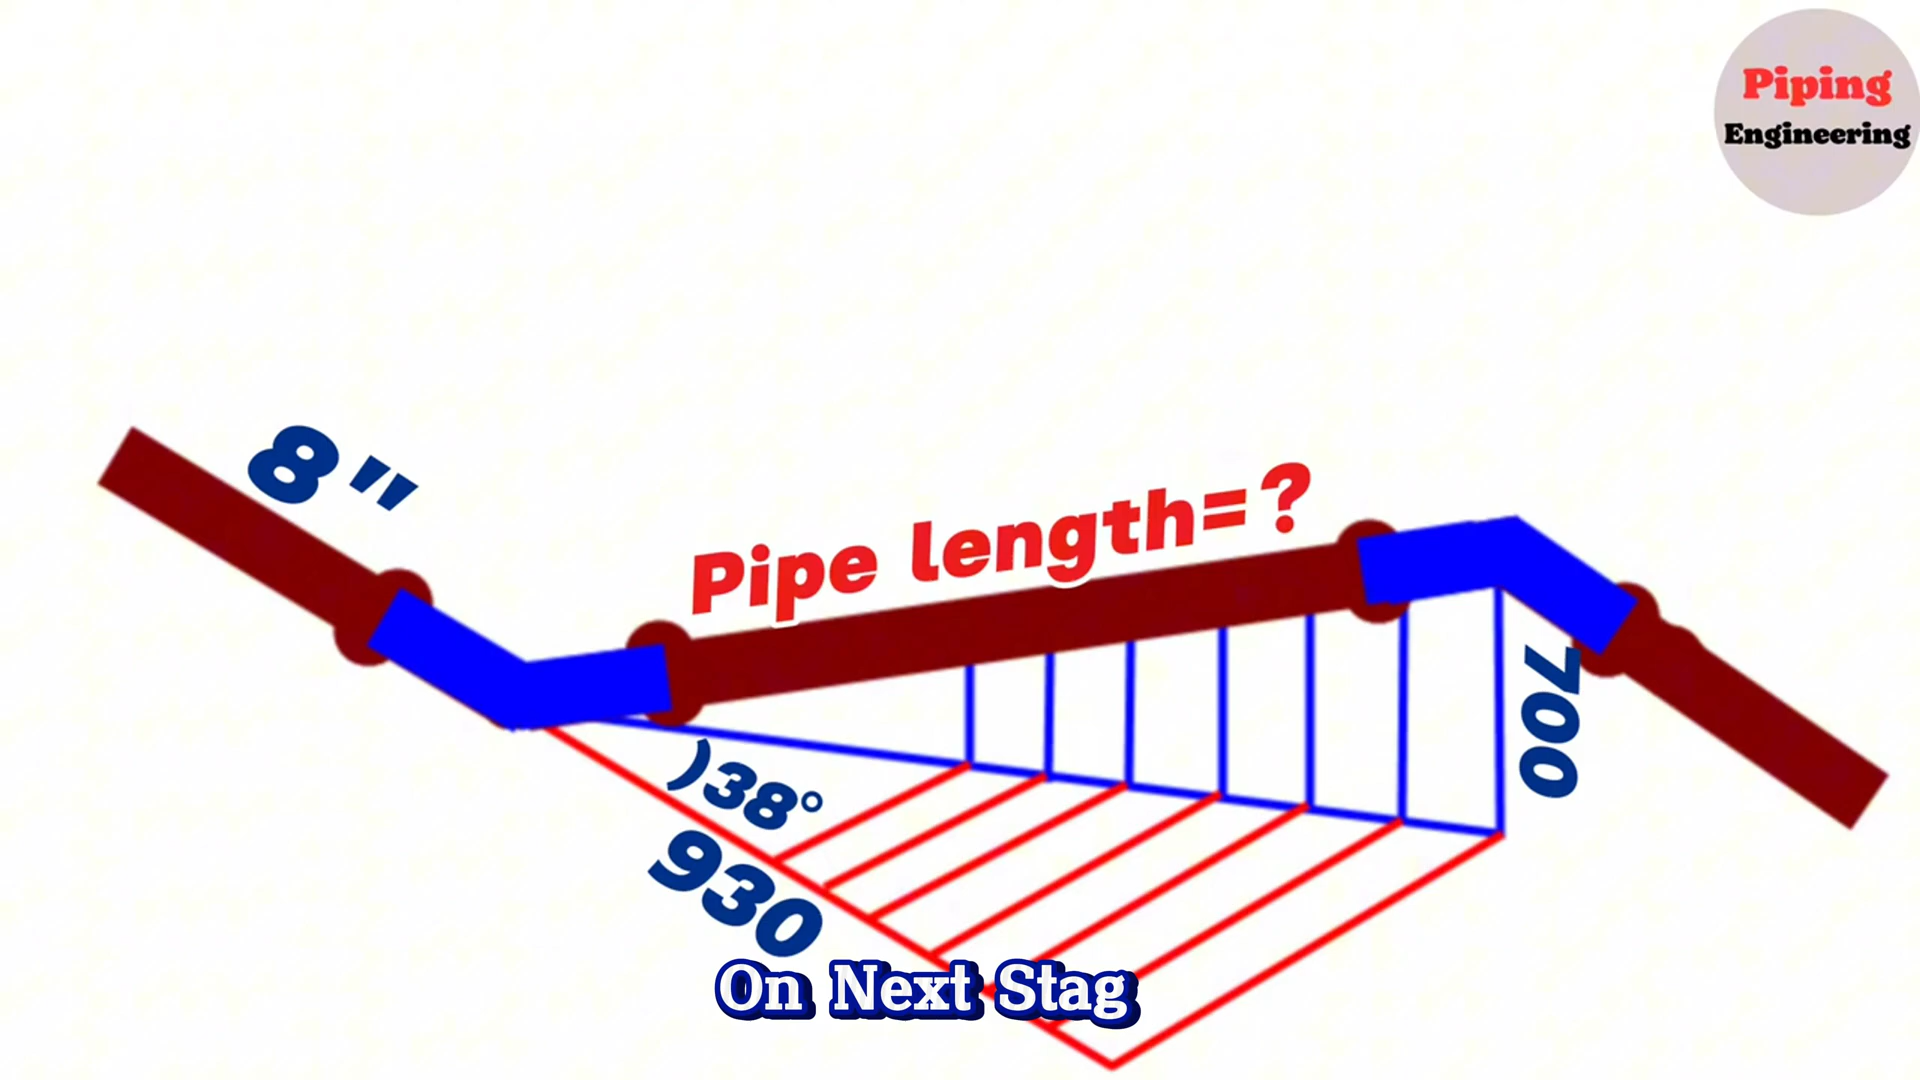 Piping
Engineering
8"
Pipe length=?
700
)38°
930
On Next Stag